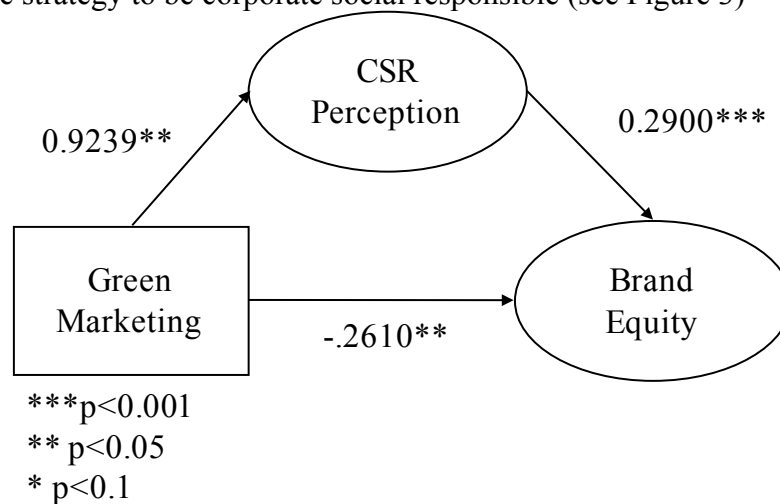 strategy to be corporate social responsible (see Figure 3)
CSR
Perception
0.9239**
0.2900***
Green
Marketing
-.2610**
Brand
Equity
***p<0.001
** p<0.05
* p<0.1